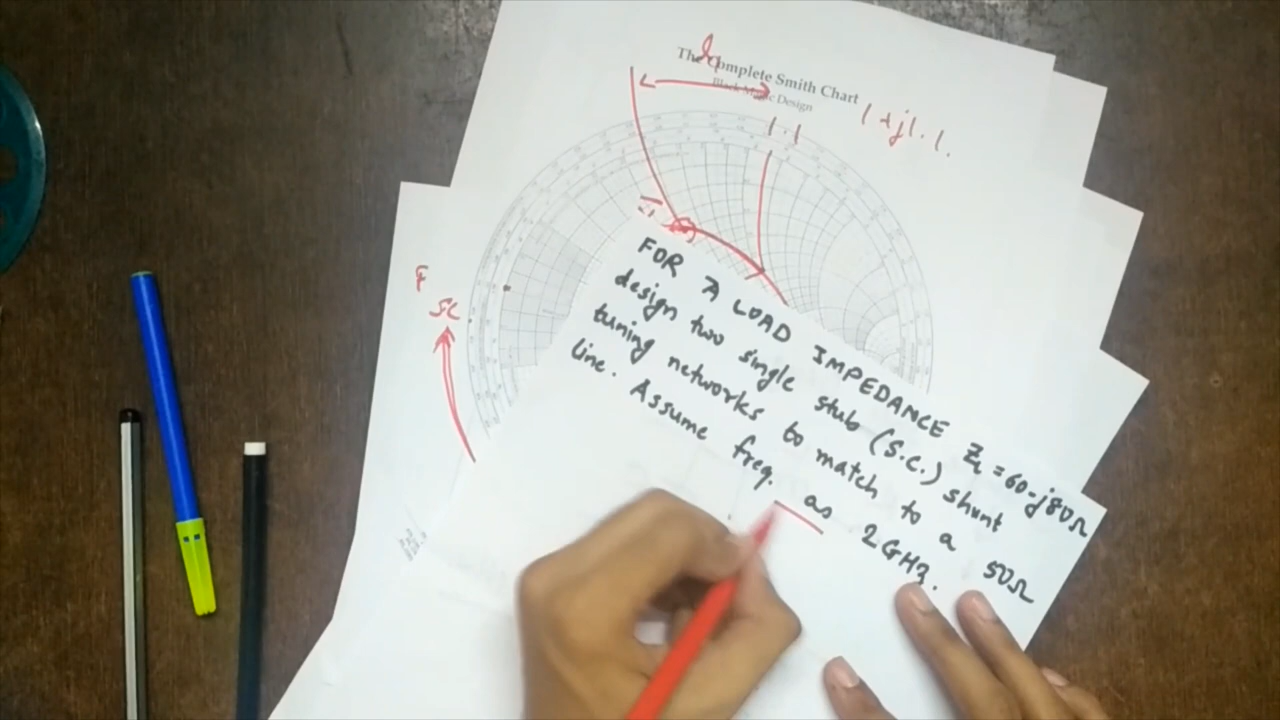 The Complete Smith Chart
Black Magic Design
1+j1.1.
1.1
SC
FOR A LOAD IMPEDANCE ZL = 60-j80Ω
design two single stub (S.C.) shunt
tuning networks to match to a 50Ω
line. Assume freq. as 2GHz.